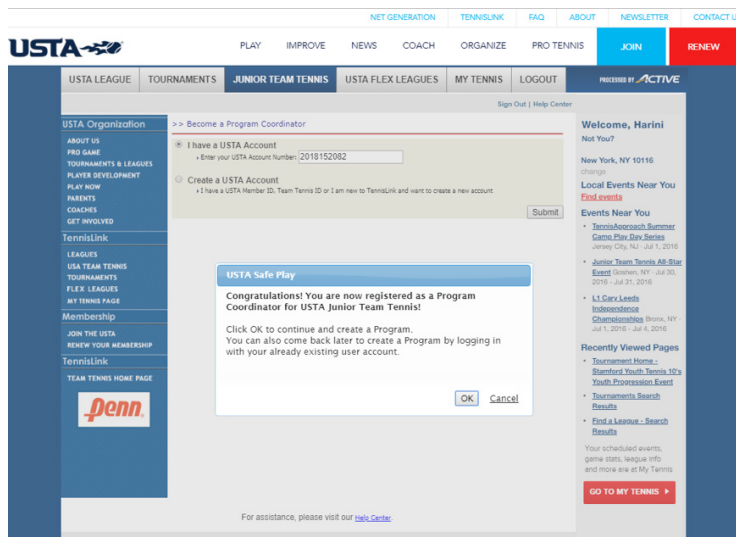 NET GENERATION TENNISLINK FAQ ABOUT NEWSLETTER CONTACT U
USTA
PLAY IMPROVE NEWS COACH ORGANIZE PRO TENNIS JOIN RENEW
USTA LEAGUE TOURNAMENTS JUNIOR TEAM TENNIS USTA FLEX LEAGUES MY TENNIS LOGOUT PROCESSED BY ACTIVE
Sign Out | Help Center
USTA Organization
ABOUT US
PRO GAME
TOURNAMENTS & LEAGUES
PLAYER DEVELOPMENT
PLAY NOW
PARENTS
COACHES
GET INVOLVED
TennisLink
LEAGUES
USA TEAM TENNIS
TOURNAMENTS
FLEX LEAGUES
MY TENNIS PAGE
Membership
JOIN THE USTA
RENEW YOUR MEMBERSHIP
TennisLink
TEAM TENNIS HOME PAGE
Penn
>> Become a Program Coordinator
I have a USTA Account
Enter your USTA Account Number: 2018152082
Create a USTA Account
I have a USTA Member ID, Team Tennis ID or I am new to TennisLink and want to create a new account
Submit
USTA Safe Play
Congratulations! You are now registered as a Program
Coordinator for USTA Junior Team Tennis!
Click OK to continue and create a Program.
You can also come back later to create a Program by logging in
with your already existing user account.
OK Cancel
For assistance, please visit our Help Center.
Welcome, Harini
Not You?
New York, NY 10116
change
Local Events Near You
Find events
Events Near You
TennisApproach Summer
Camp Play Day Series
Jersey City, NJ - Jul 1, 2016
Junior Team Tennis All-Star
Event Goshen, NY - Jul 30,
2016 - Jul 31, 2016
L1 Gary Leeds
Independence
Championships Bronx, NY -
Jul 1, 2016 - Jul 4, 2016
Recently Viewed Pages
Tournament Home -
Stamford Youth Tennis 10's
Youth Progression Event
Tournaments Search
Results
Find a League - Search
Results
Your scheduled events,
game stats, league info
and more are at My Tennis
GO TO MY TENNIS